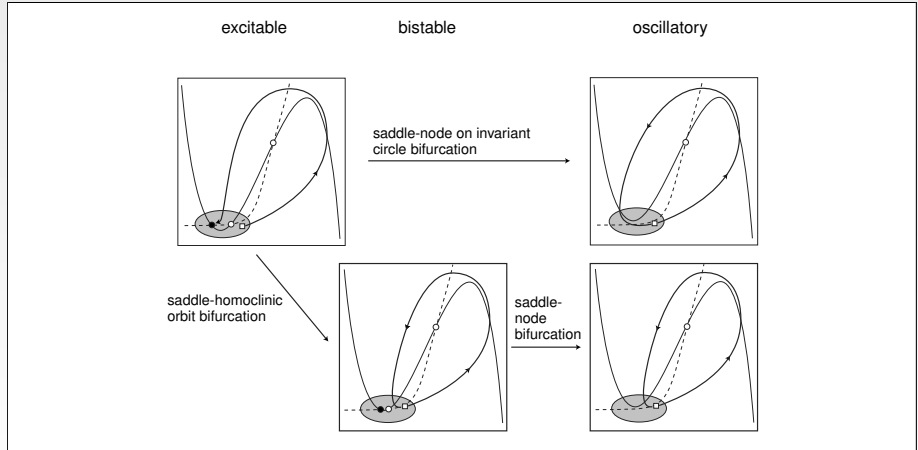 excitable
bistable
oscillatory
saddle-node on invariant
circle bifurcation
saddle-homoclinic
orbit bifurcation
saddle-
node
bifurcation